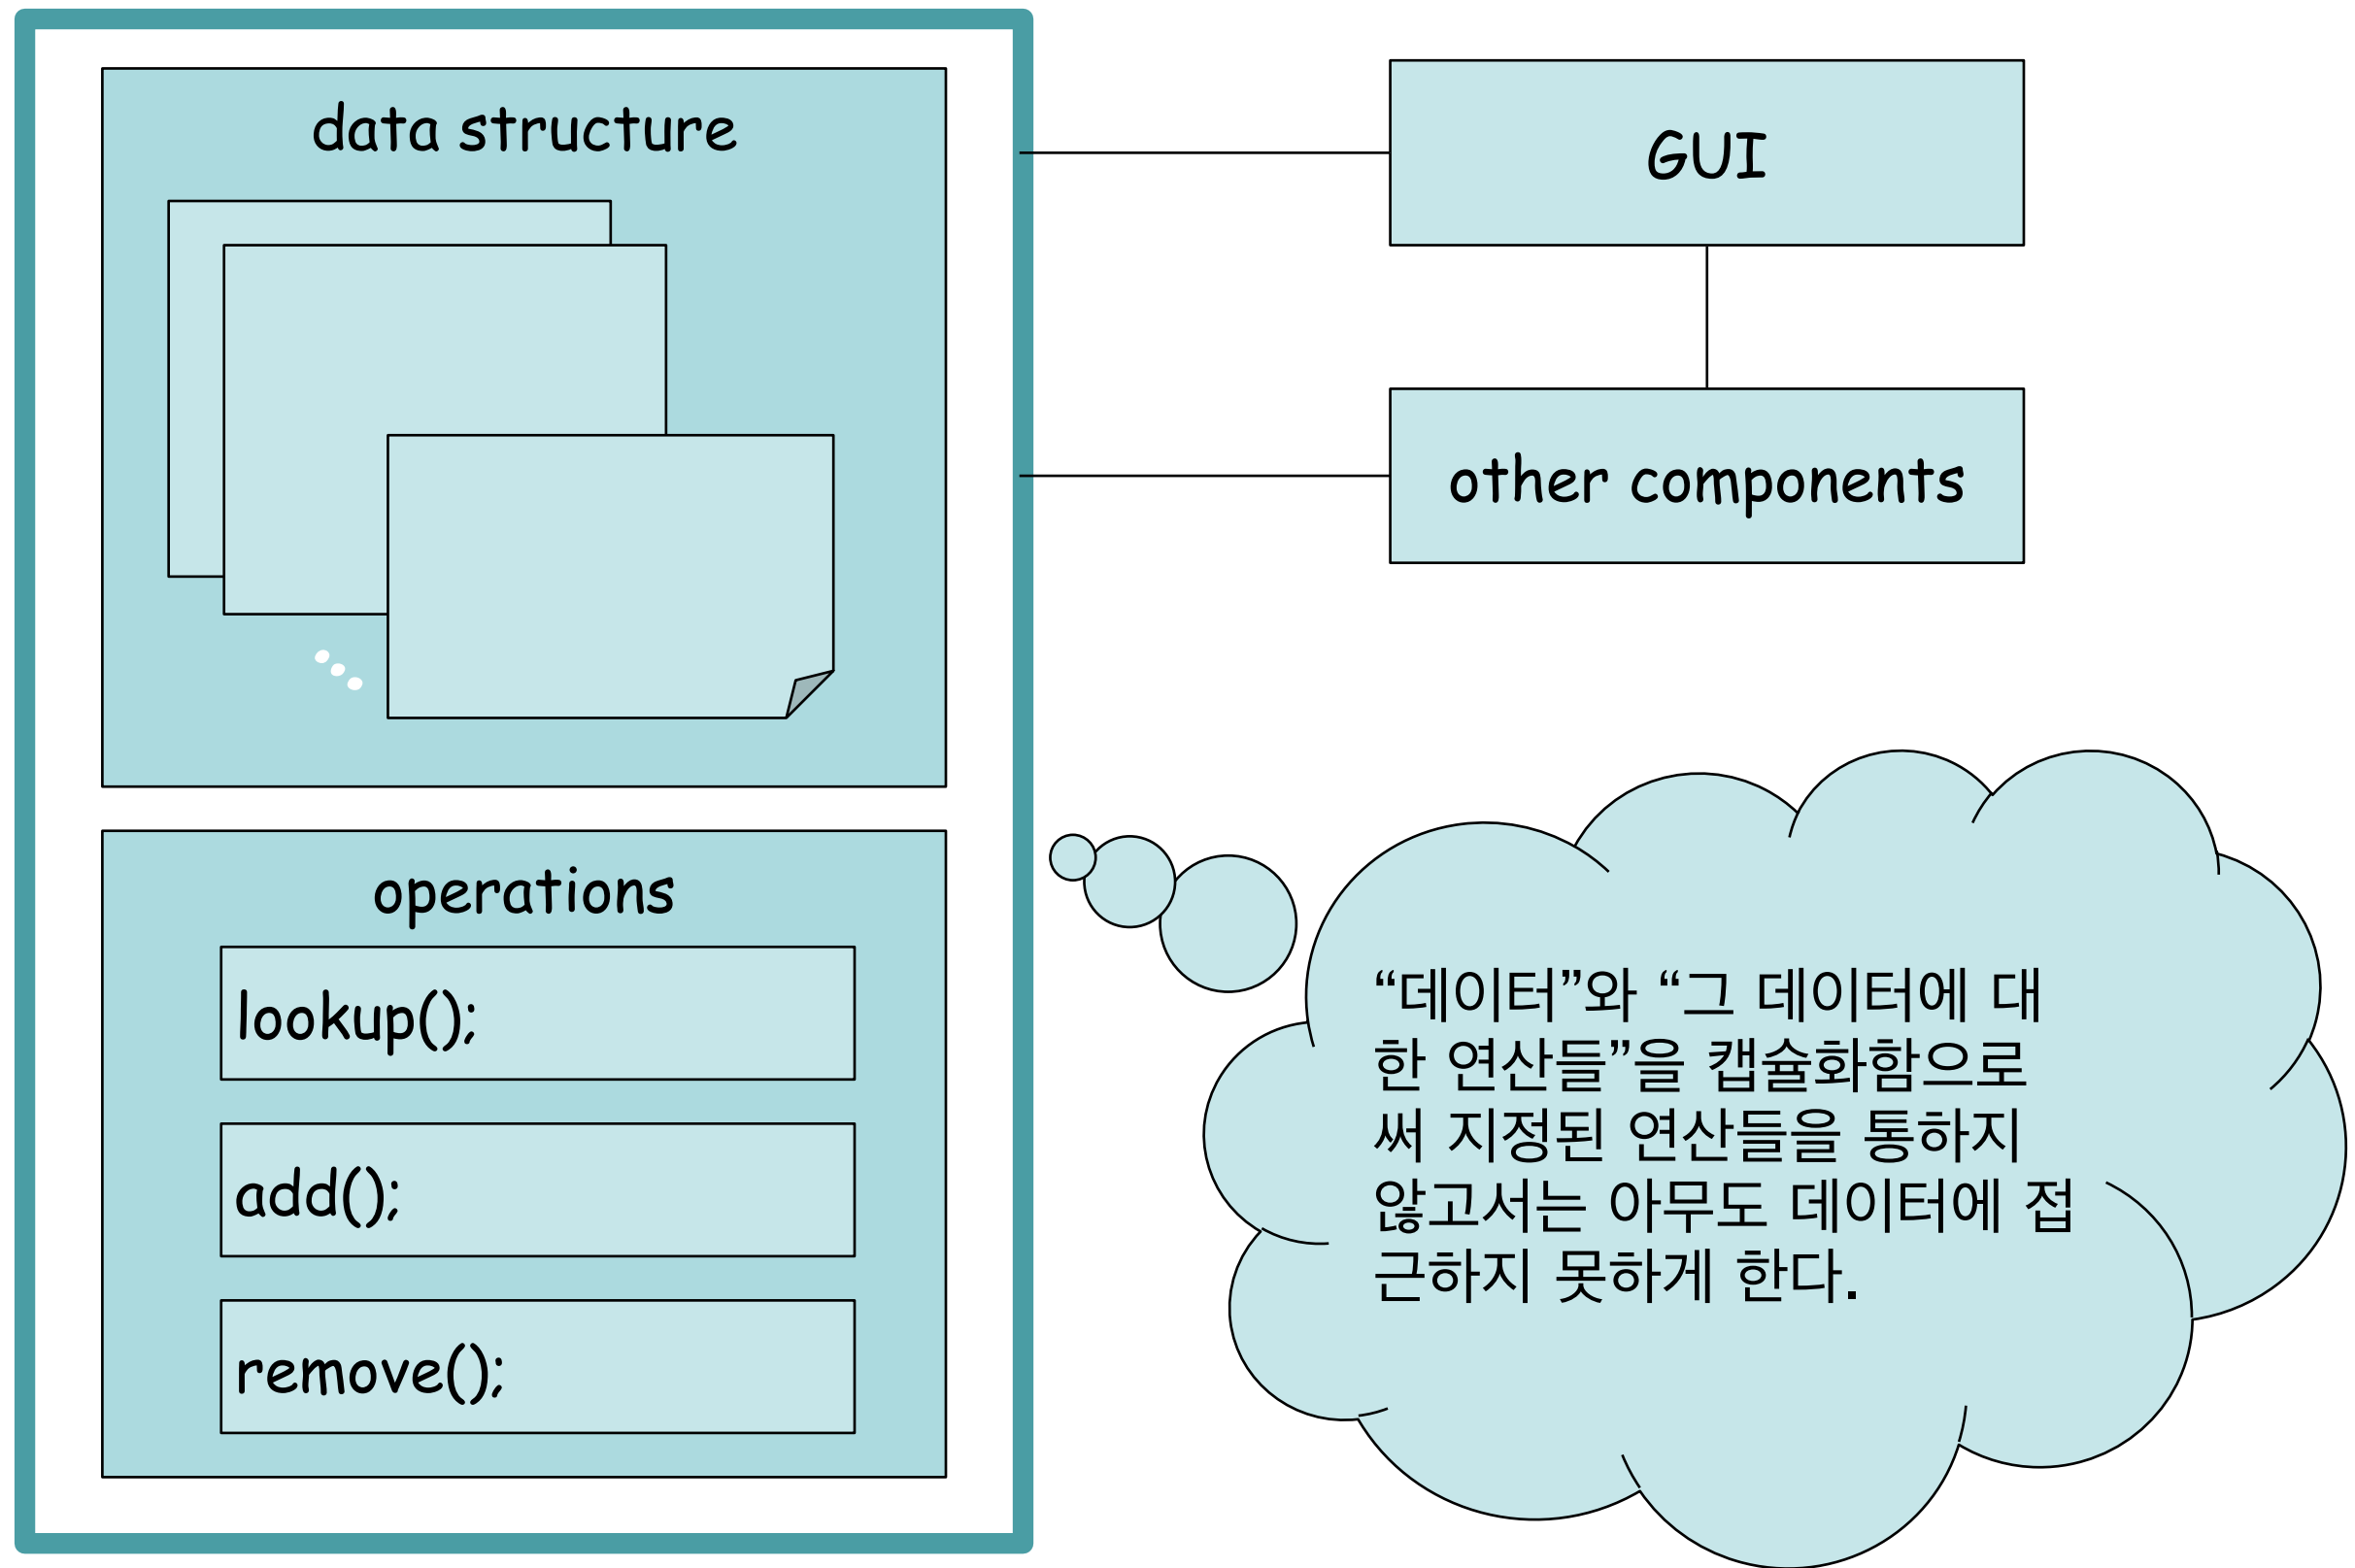 data structure
GUI
other components
operations
lookup();
add();
remove();
“데이터”와 “그 데이터에 대
한 연산들”을 캡슐화함으로
써 지정된 연산들을 통하지
않고서는 아무도 데이터에 접
근하지 못하게 한다.